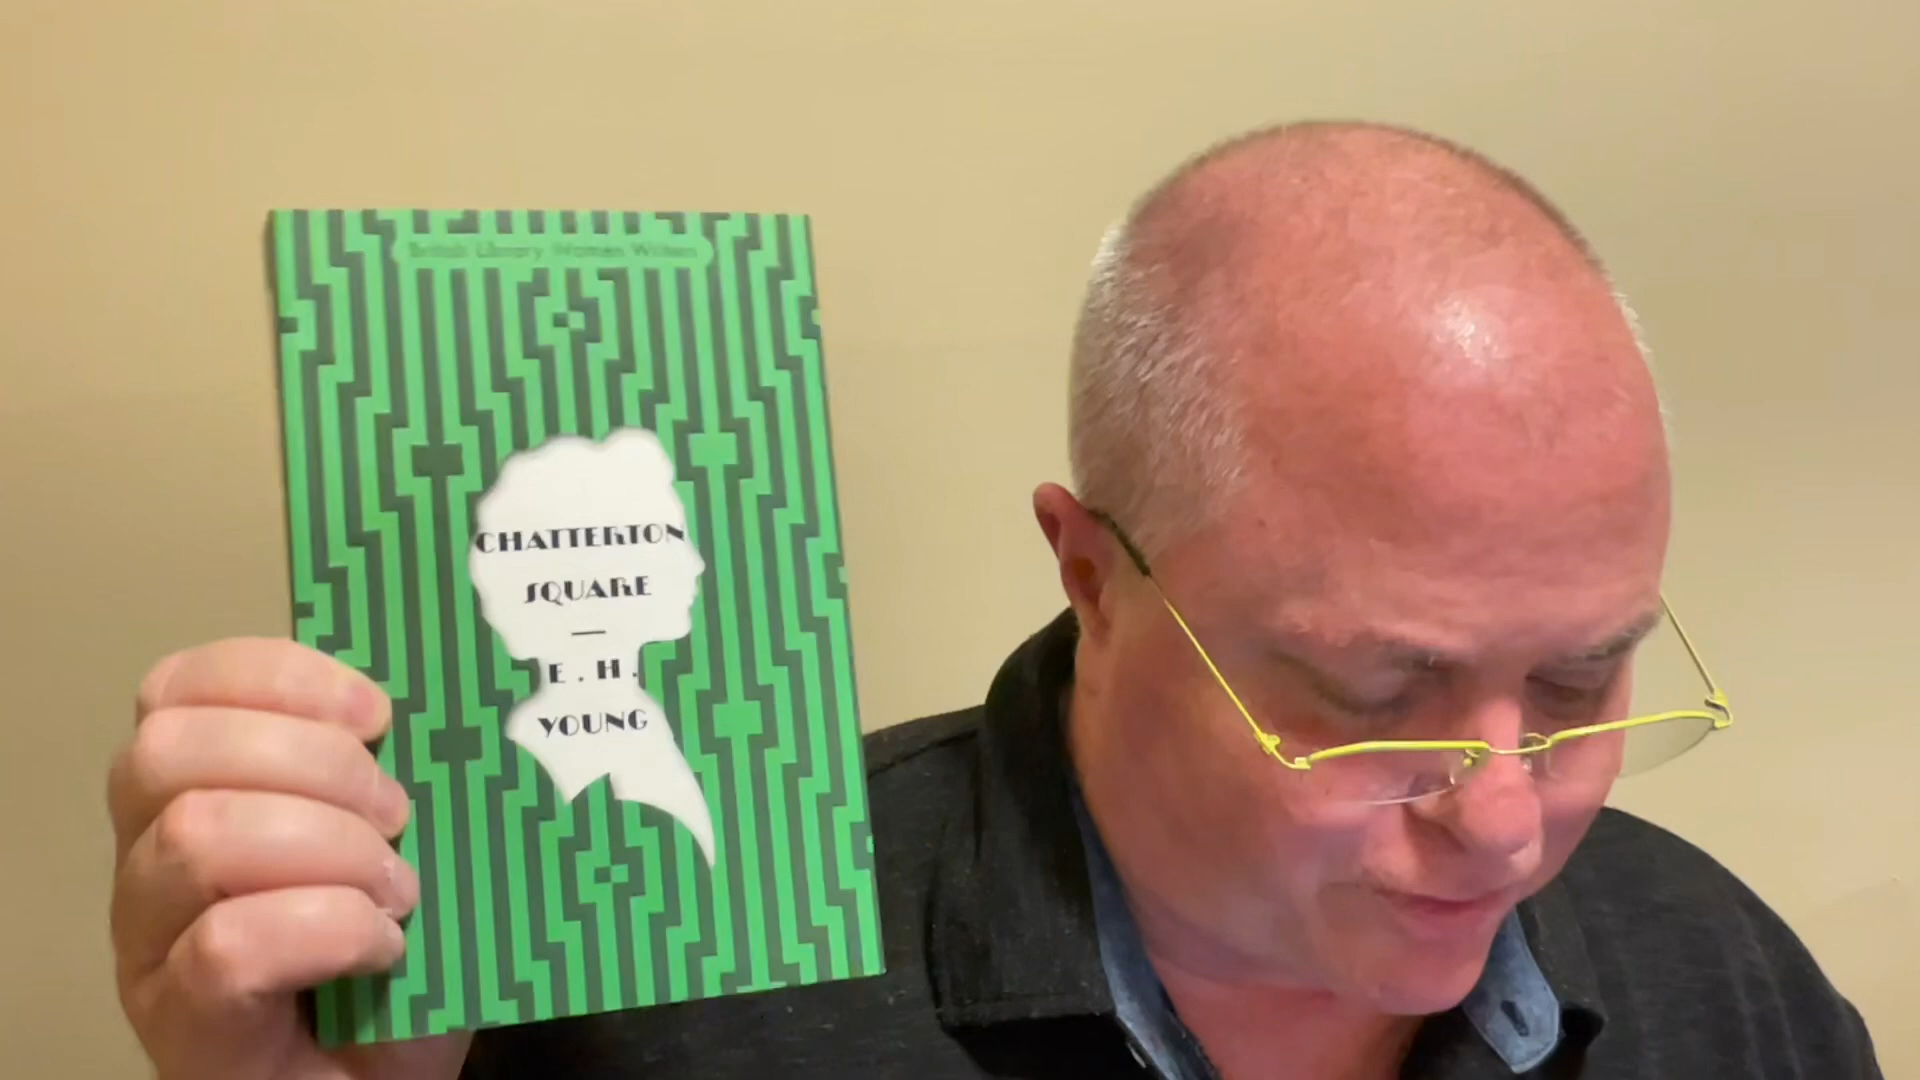 British Library Women Writers
CHATTERTON
SQUARE
—
E. H.
YOUNG